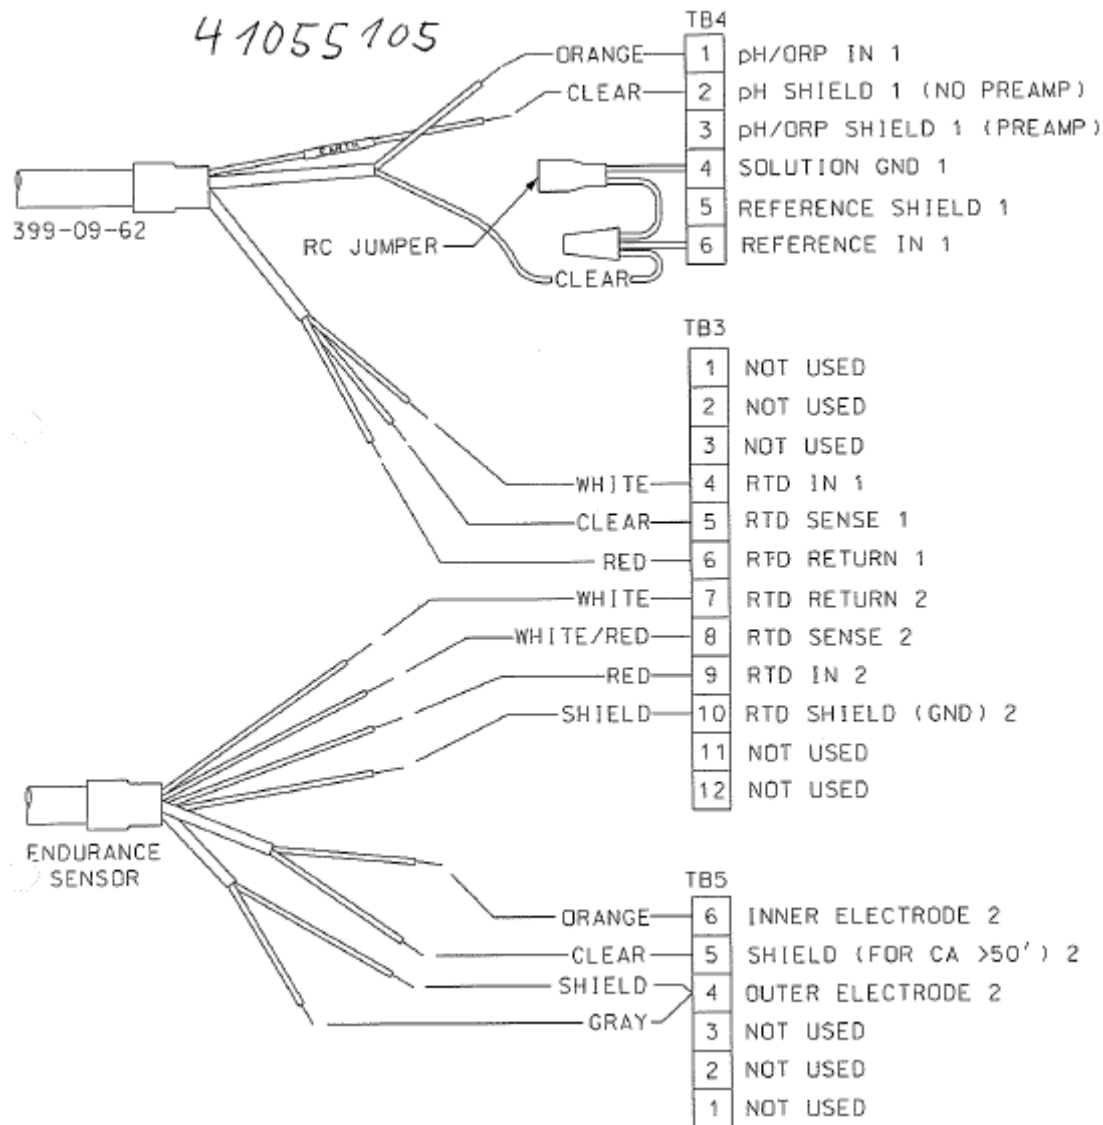 41055105
TB4
ORANGE 1 pH/ORP IN 1
CLEAR 2 pH SHIELD 1 (NO PREAMP)
3 pH/ORP SHIELD 1 (PREAMP)
EARTH
4 SOLUTION GND 1
5 REFERENCE SHIELD 1
399-09-62
RC JUMPER
6 REFERENCE IN 1
CLEAR
TB3
1 NOT USED
2 NOT USED
3 NOT USED
WHITE 4 RTD IN 1
CLEAR 5 RTD SENSE 1
RED 6 RTD RETURN 1
WHITE 7 RTD RETURN 2
WHITE/RED 8 RTD SENSE 2
RED 9 RTD IN 2
SHIELD 10 RTD SHIELD (GND) 2
11 NOT USED
12 NOT USED
ENDURANCE
SENSOR
TB5
ORANGE 6 INNER ELECTRODE 2
CLEAR 5 SHIELD (FOR CA >50') 2
SHIELD 4 OUTER ELECTRODE 2
GRAY
3 NOT USED
2 NOT USED
1 NOT USED